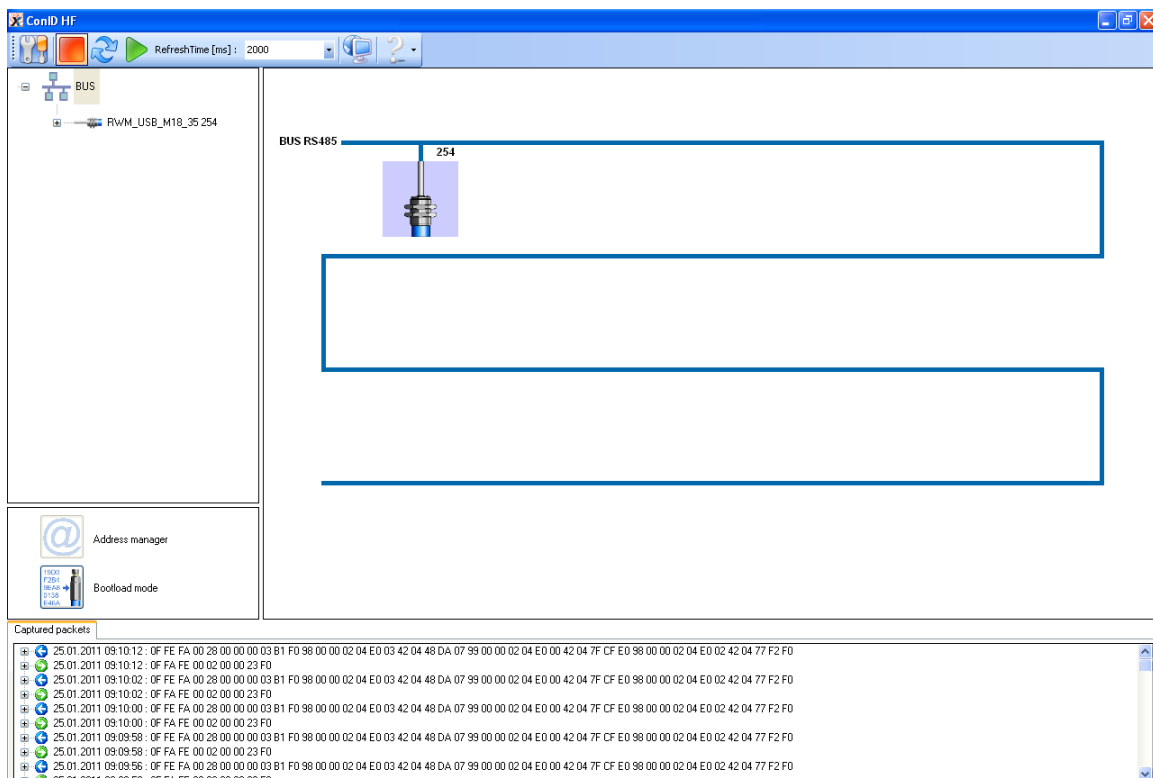 ConID HF
RefreshTime [ms] : 2000
BUS
RWM_USB_M18_35 254
BUS RS485
254
Address manager
19D0
F2B4
9EA8
0138
E46A
Bootload mode
Captured packets
25.01.2011 09:10:12 : 0F FE FA 00 28 00 00 00 03 B1 F0 98 00 00 02 04 E0 03 42 04 48 DA 07 99 00 00 02 04 E0 00 42 04 7F CF E0 98 00 00 02 04 E0 02 42 04 77 F2 F0
25.01.2011 09:10:12 : 0F FA FE 00 02 00 00 23 F0
25.01.2011 09:10:02 : 0F FE FA 00 28 00 00 00 03 B1 F0 98 00 00 02 04 E0 03 42 04 48 DA 07 99 00 00 02 04 E0 00 42 04 7F CF E0 98 00 00 02 04 E0 02 42 04 77 F2 F0
25.01.2011 09:10:02 : 0F FA FE 00 02 00 00 23 F0
25.01.2011 09:10:00 : 0F FE FA 00 28 00 00 00 03 B1 F0 98 00 00 02 04 E0 03 42 04 48 DA 07 99 00 00 02 04 E0 00 42 04 7F CF E0 98 00 00 02 04 E0 02 42 04 77 F2 F0
25.01.2011 09:10:00 : 0F FA FE 00 02 00 00 23 F0
25.01.2011 09:09:58 : 0F FE FA 00 28 00 00 00 03 B1 F0 98 00 00 02 04 E0 03 42 04 48 DA 07 99 00 00 02 04 E0 00 42 04 7F CF E0 98 00 00 02 04 E0 02 42 04 77 F2 F0
25.01.2011 09:09:58 : 0F FA FE 00 02 00 00 23 F0
25.01.2011 09:09:56 : 0F FE FA 00 28 00 00 00 03 B1 F0 98 00 00 02 04 E0 03 42 04 48 DA 07 99 00 00 02 04 E0 00 42 04 7F CF E0 98 00 00 02 04 E0 02 42 04 77 F2 F0